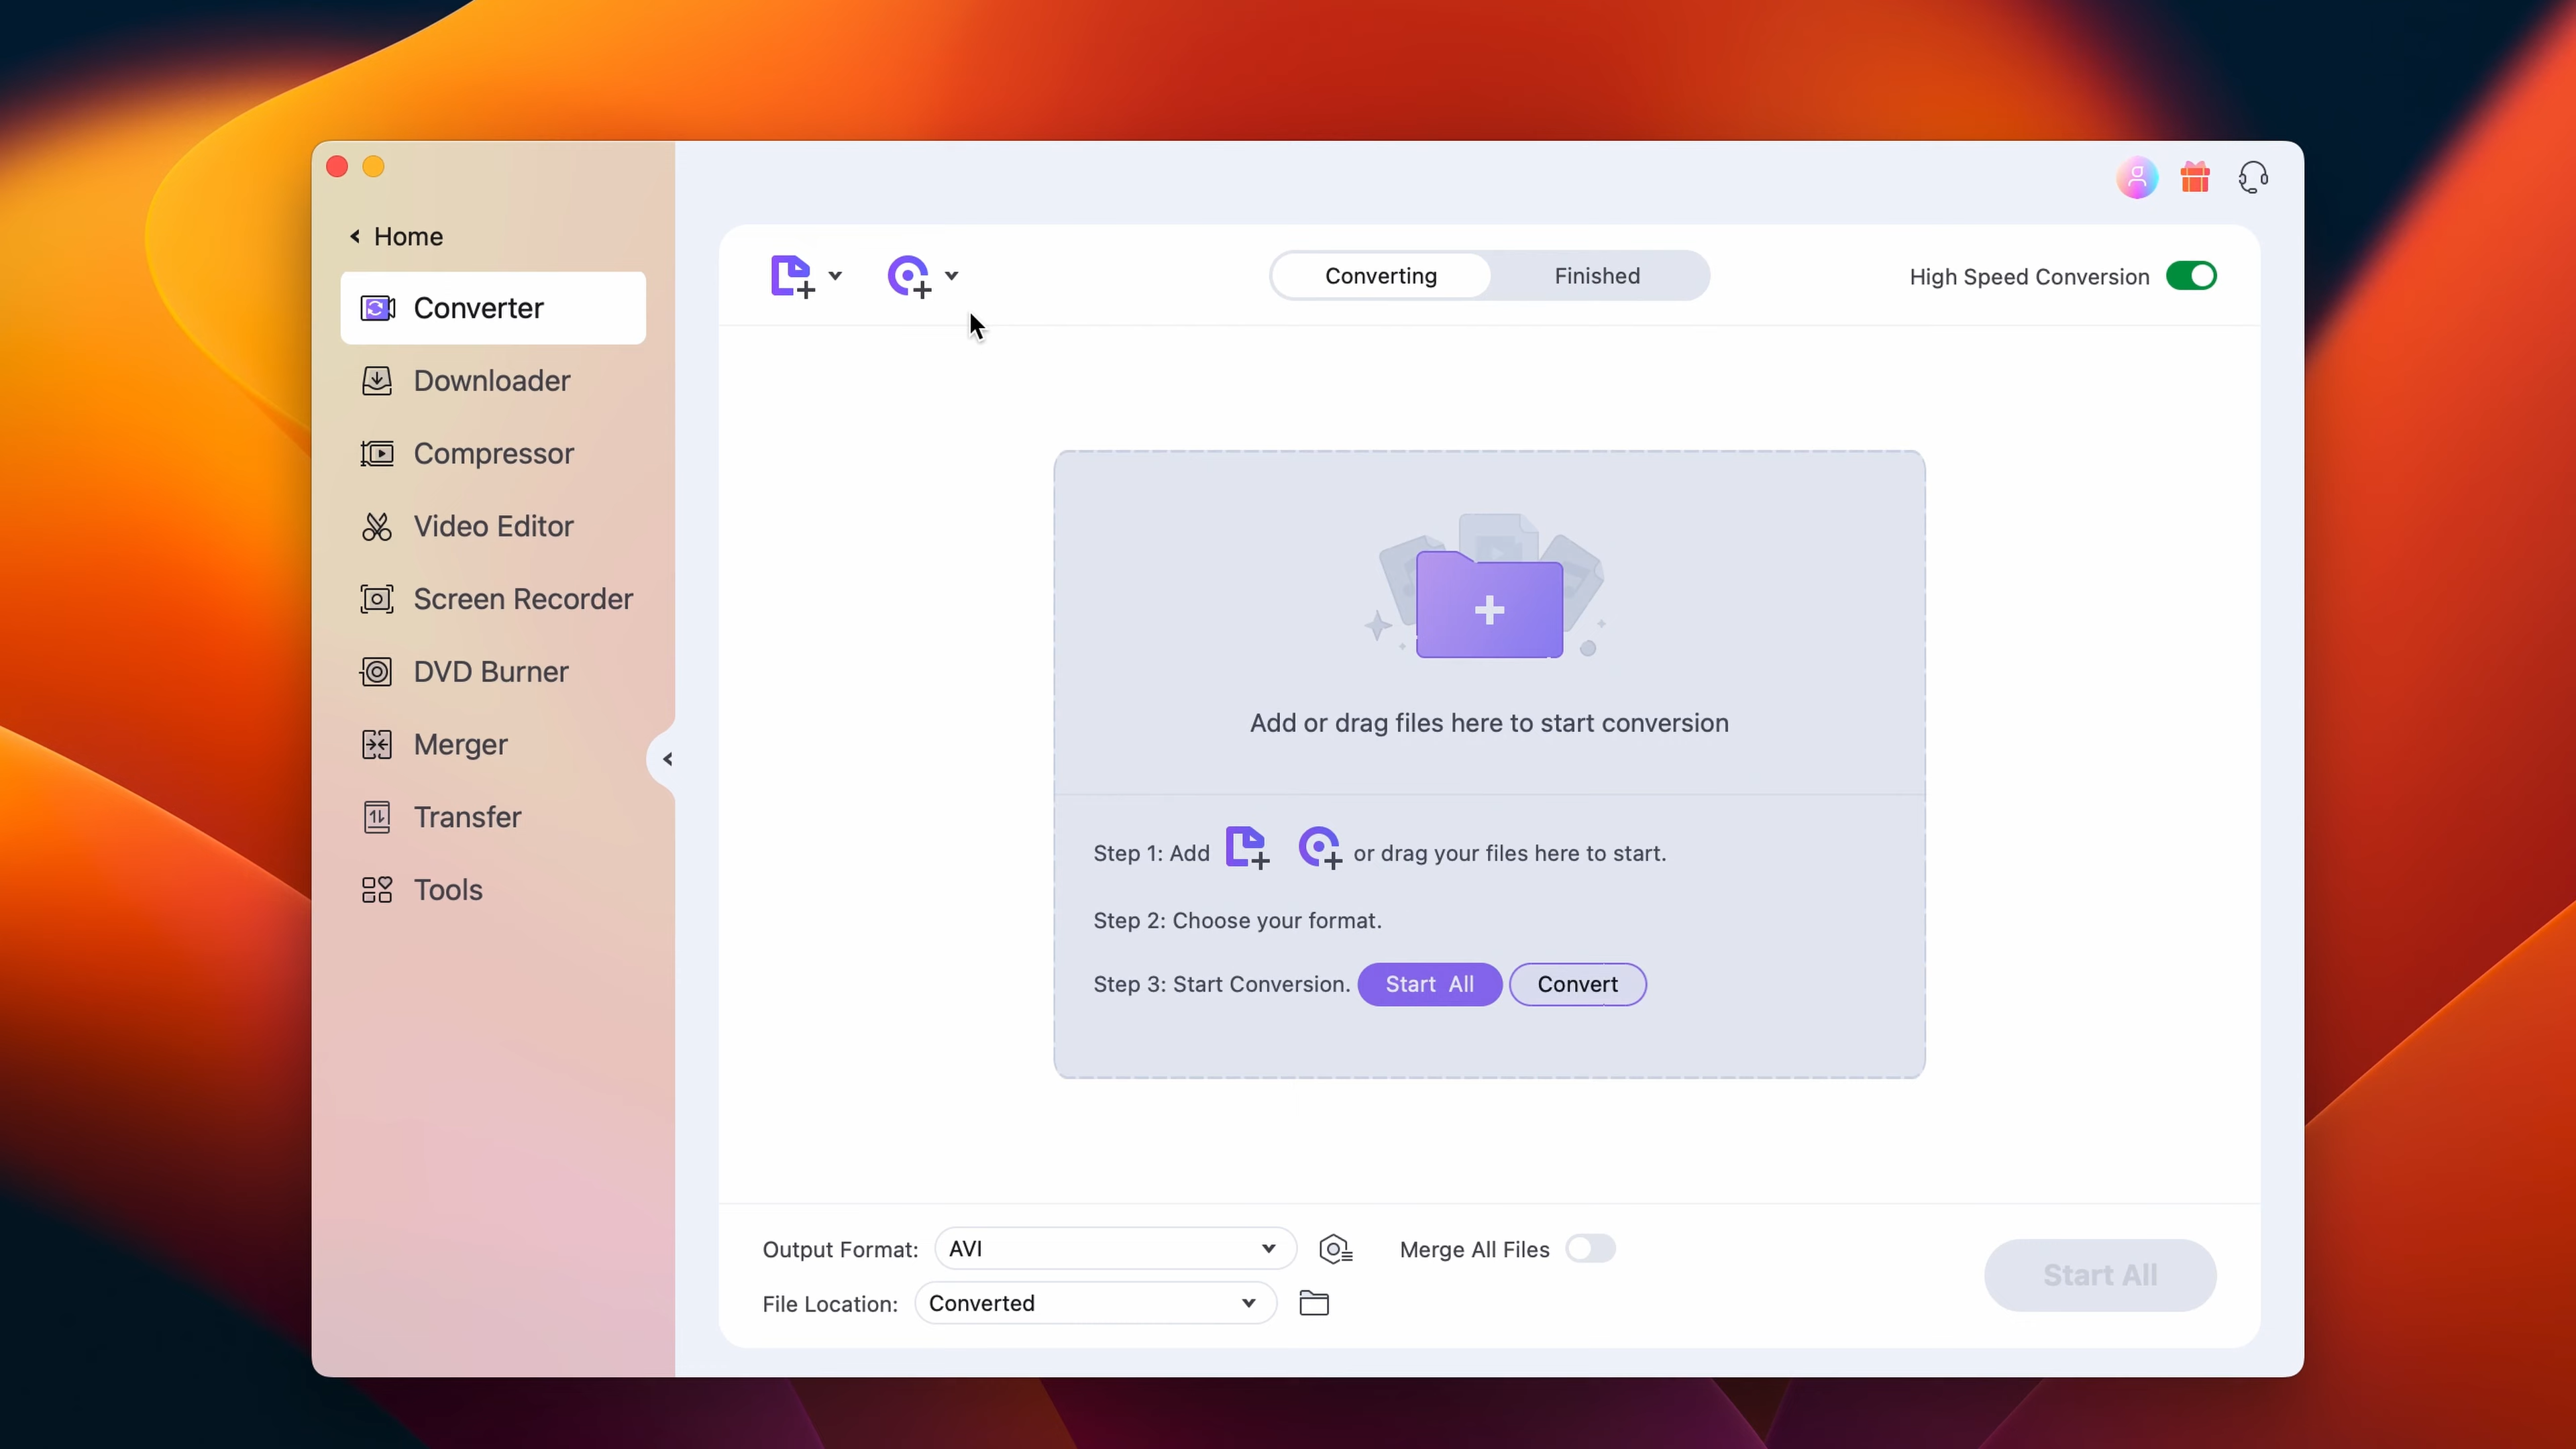 Home
Converter
Downloader
Compressor
Video Editor
Screen Recorder
DVD Burner
Merger
Transfer
Tools
Converting Finished
High Speed Conversion
Add or drag files here to start conversion
Step 1: Add or drag your files here to start.
Step 2: Choose your format.
Step 3: Start Conversion. Start All Convert
Output Format: AVI Merge All Files
File Location: Converted
Start All